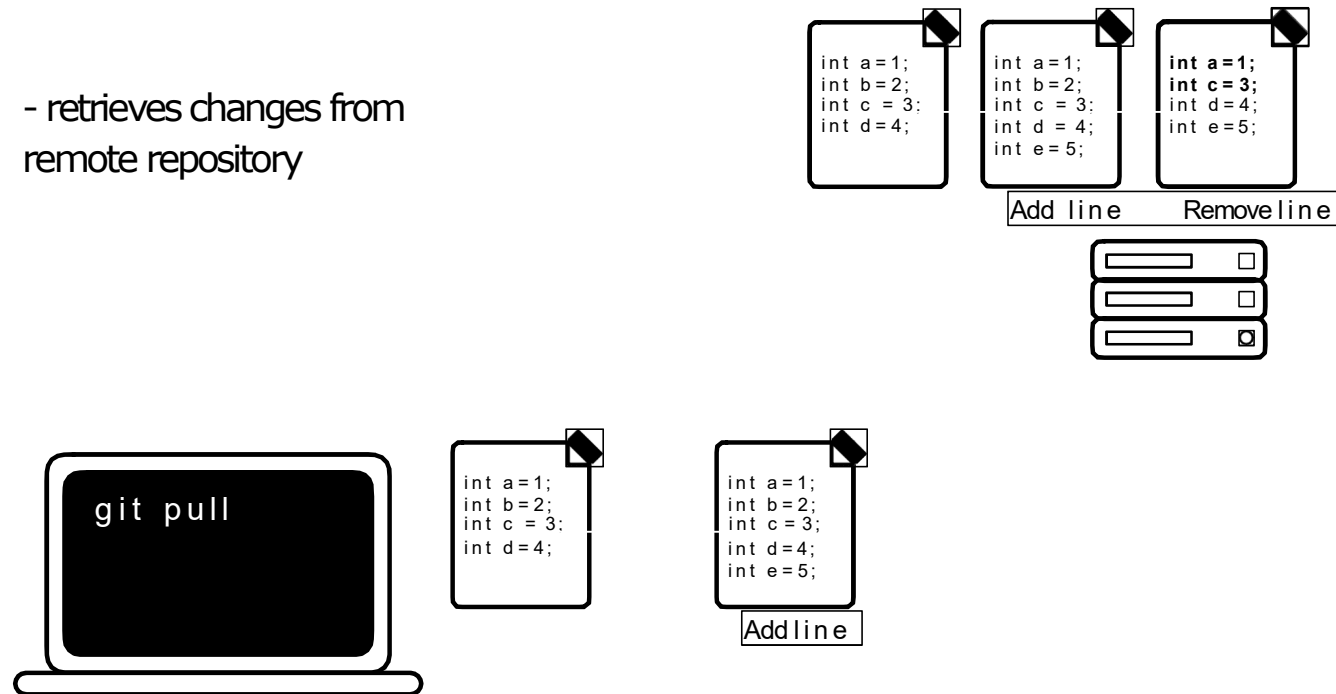 - retrieves changes from
remote repository
int a=1;
int b=2;
int c = 3;
int d=4;
int a=1;
int b=2;
int c = 3;
int d = 4;
int e=5;
int a=1;
int c=3;
int d=4;
int e=5;
Add line
Remove line
git pull
int a=1;
int b=2;
int c = 3;
int d=4;
int a=1;
int b=2;
int c=3;
int d=4;
int e=5;
Add line